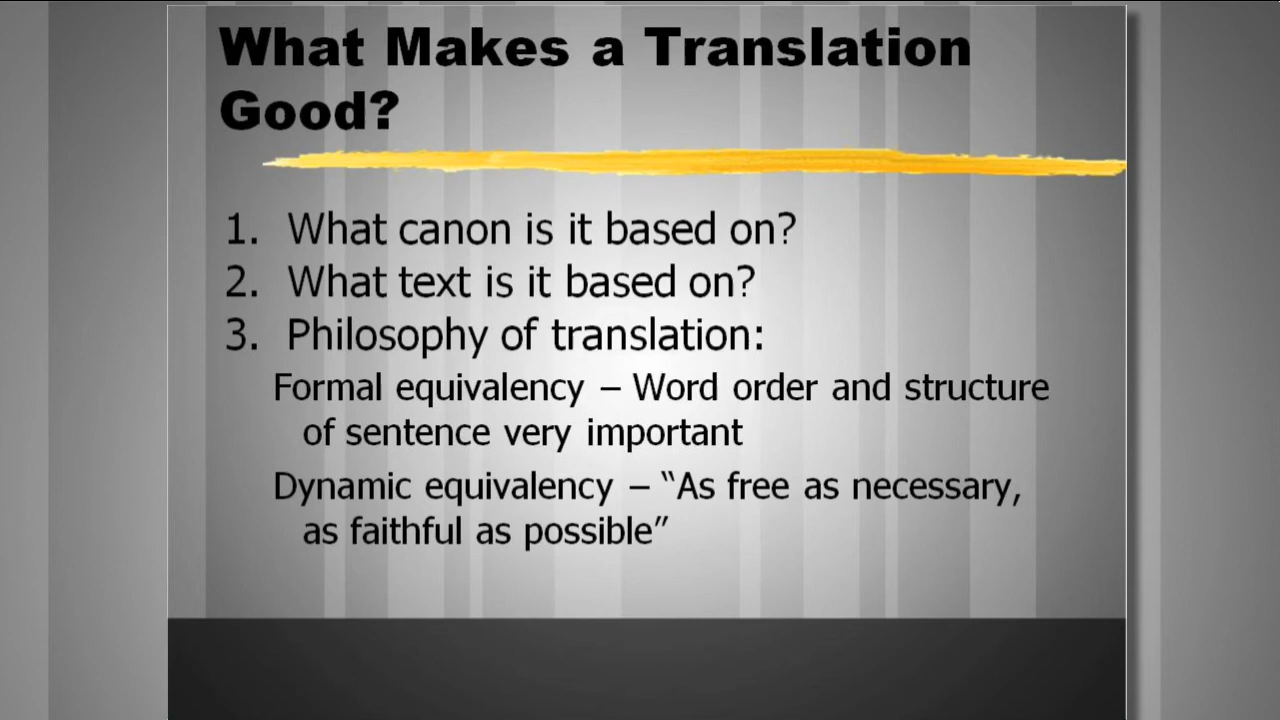 What Makes a Translation
Good?
1. What canon is it based on?
2. What text is it based on?
3. Philosophy of translation:
Formal equivalency – Word order and structure
of sentence very important
Dynamic equivalency – “As free as necessary,
as faithful as possible”